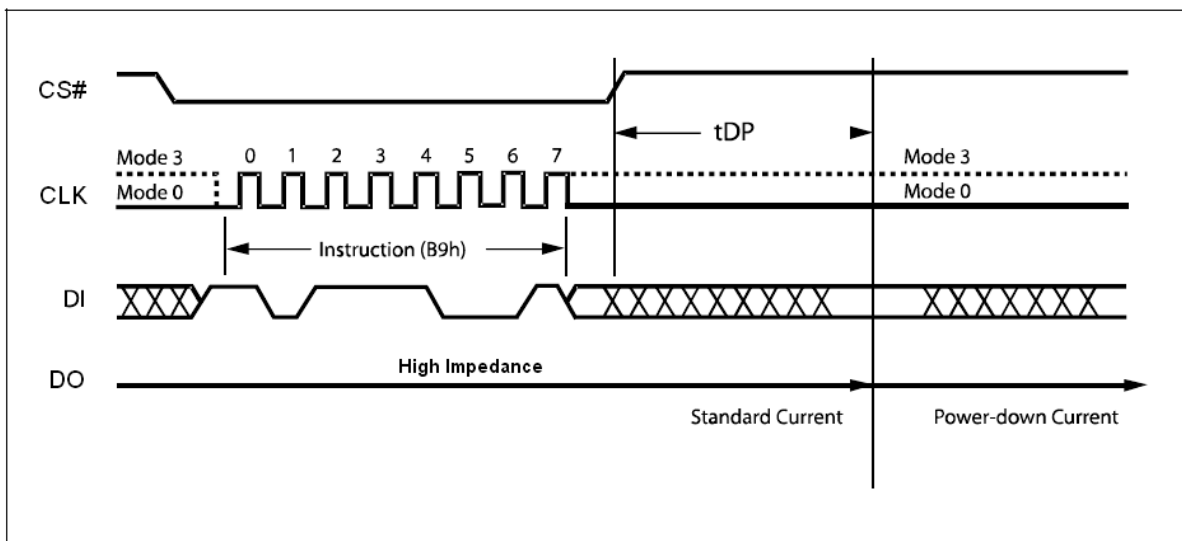 CS#
tDP
Mode 3
0 1 2 3 4 5 6 7
Mode 3
CLK
Mode 0
Mode 0
Instruction (B9h)
DI
High Impedance
DO
Standard Current
Power-down Current